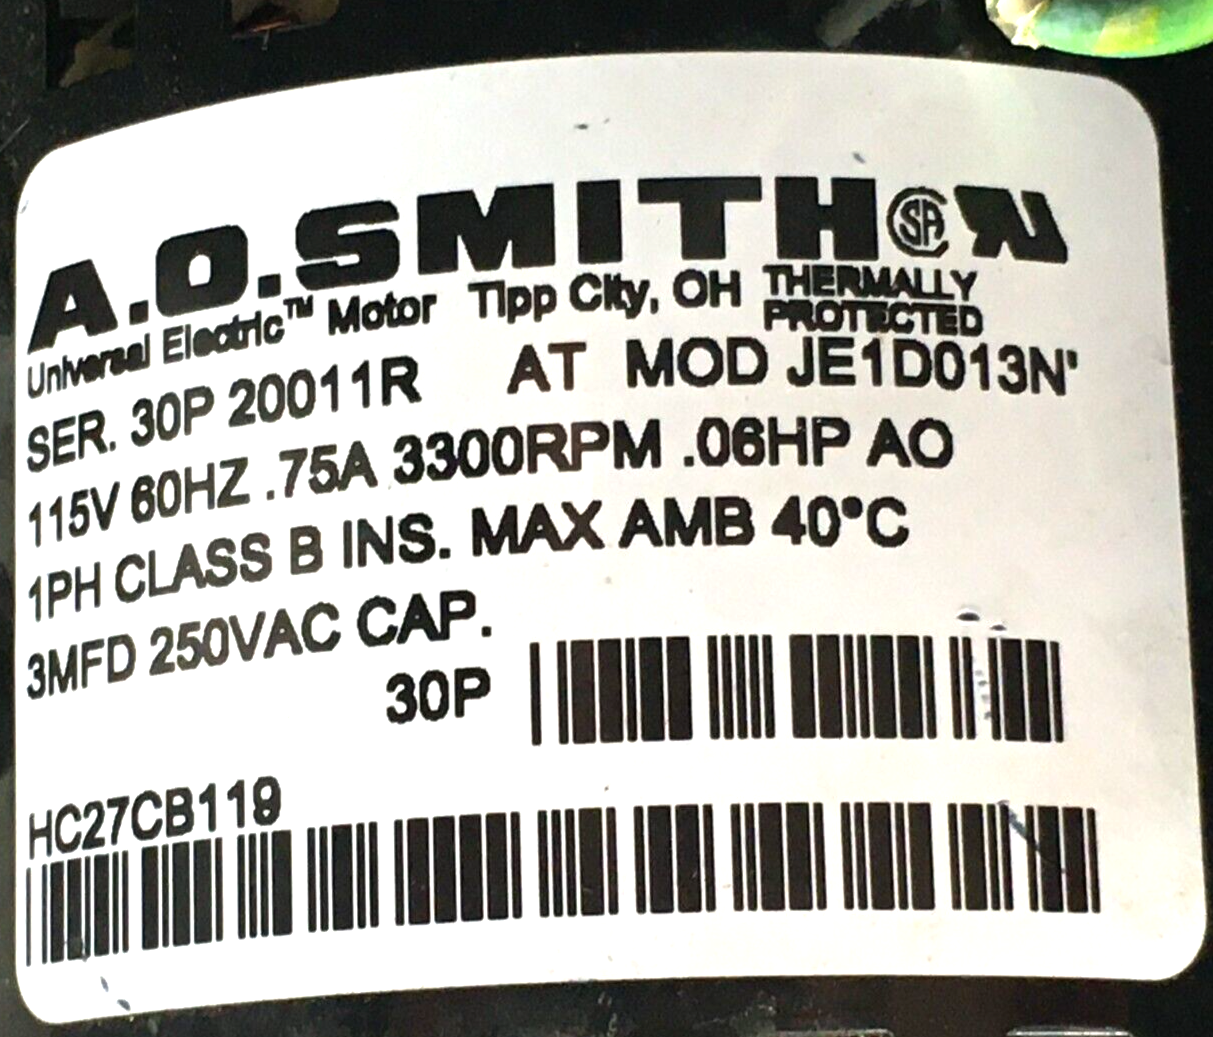 A.O.SMITH
Universal Electric™ Motor Tipp City, OH THERMALLY PROTECTED
SER. 30P 20011R AT MOD JE1D013N'
115V 60HZ .75A 3300RPM .06HP AO
1PH CLASS B INS. MAX AMB 40°C
3MFD 250VAC CAP.
30P
HC27CB119